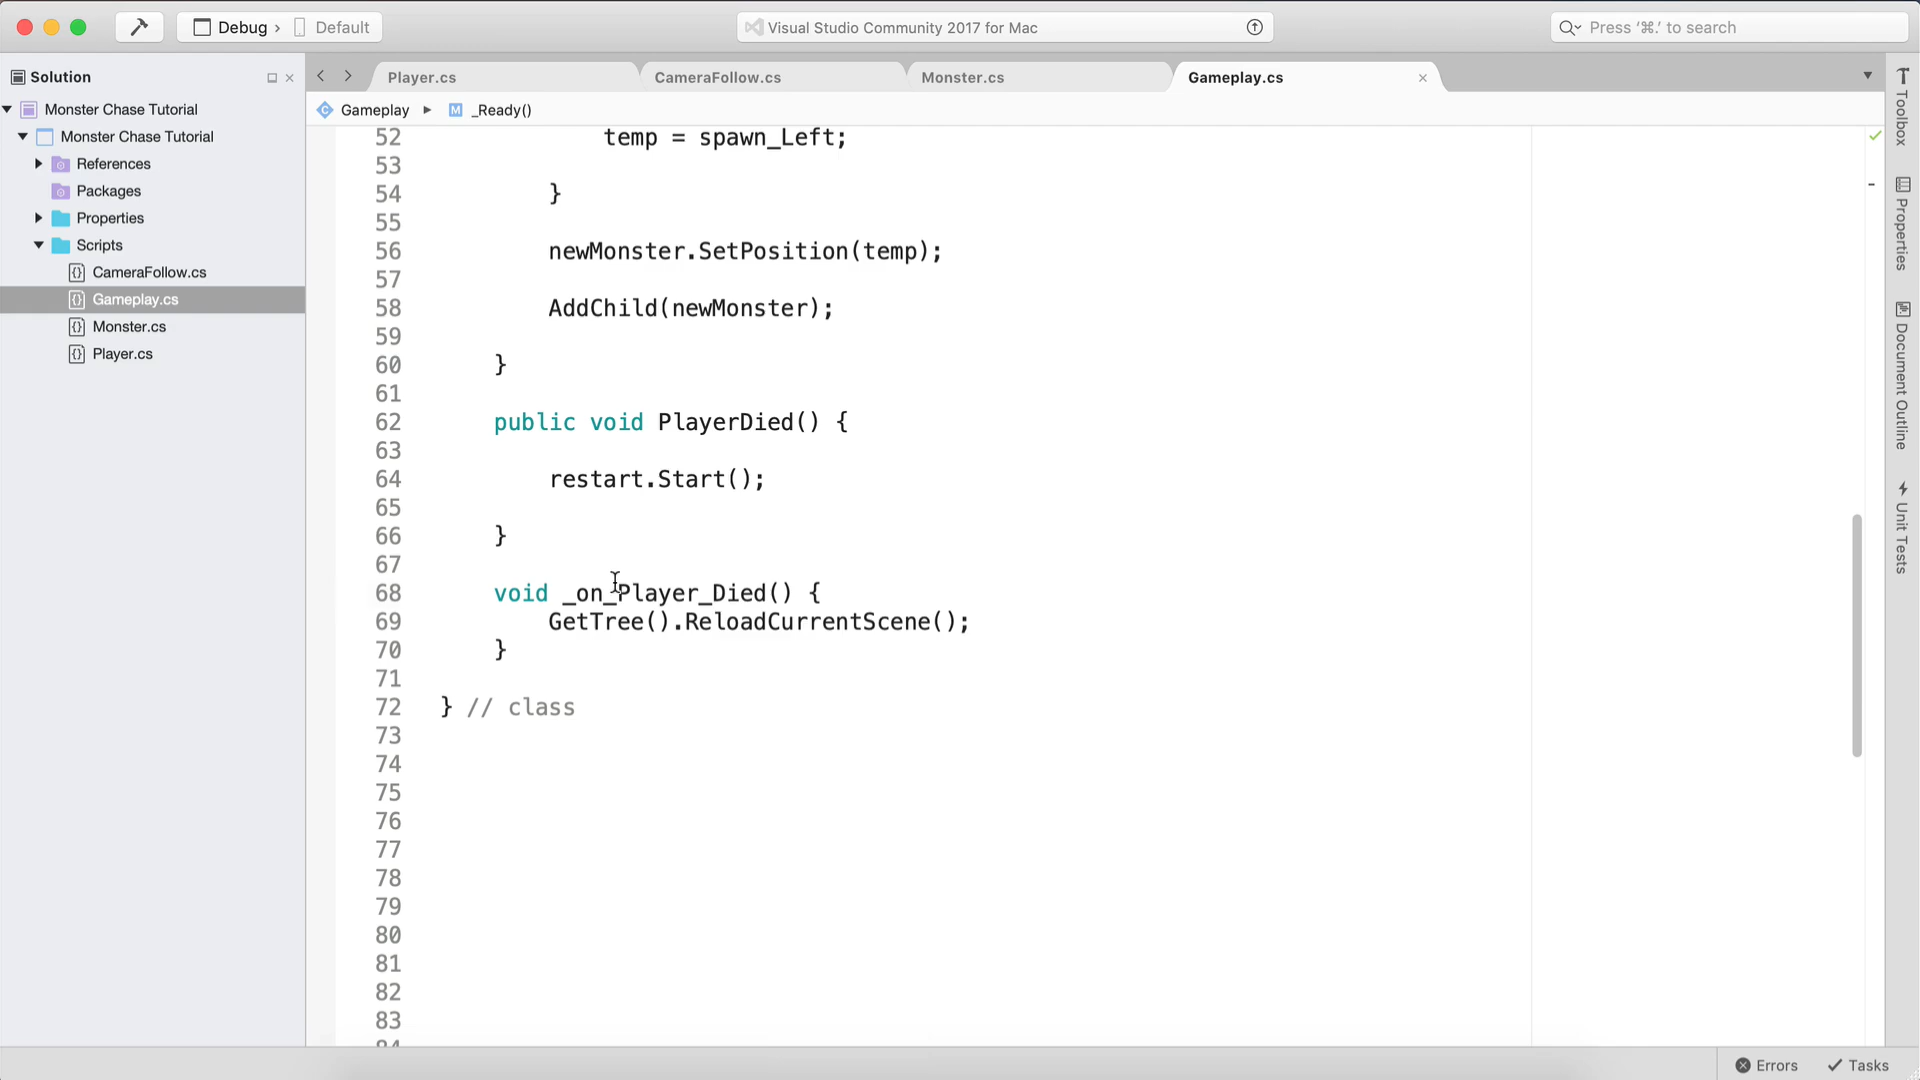 Debug › Default
Visual Studio Community 2017 for Mac
Press ‘⌘.’ to search
Solution
Player.cs
CameraFollow.cs
Monster.cs
Gameplay.cs
Gameplay
_Ready()
Monster Chase Tutorial
Monster Chase Tutorial
References
Packages
Properties
Scripts
CameraFollow.cs
Gameplay.cs
Monster.cs
Player.cs
52 temp = spawn_Left;
53
54 }
55
56 newMonster.SetPosition(temp);
57
58 AddChild(newMonster);
59
60 }
61
62 public void PlayerDied() {
63
64 restart.Start();
65
66 }
67
68 void _on_Player_Died() {
69 GetTree().ReloadCurrentScene();
70 }
71
72 } // class
73
74
75
76
77
78
79
80
81
82
83
84
Toolbox
Properties
Document Outline
Unit Tests
Errors
Tasks